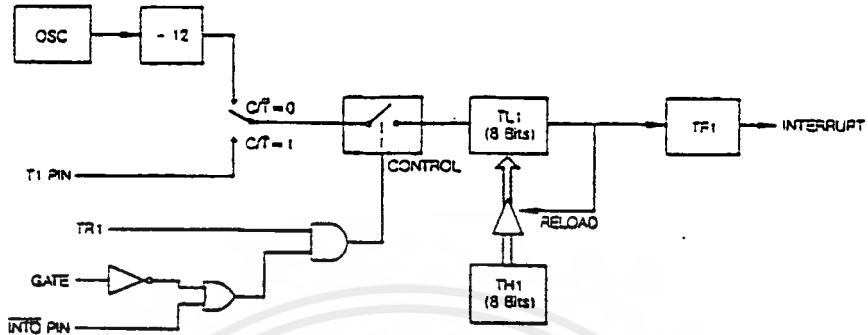 OSC
÷ 12
C/T̅ = 0
C/T̅ = 1
T1 PIN
CONTROL
TL1
(8 Bits)
TF1
INTERRUPT
RELOAD
TR1
GATE
I̅N̅T̅0̅ PIN
TH1
(8 Bits)